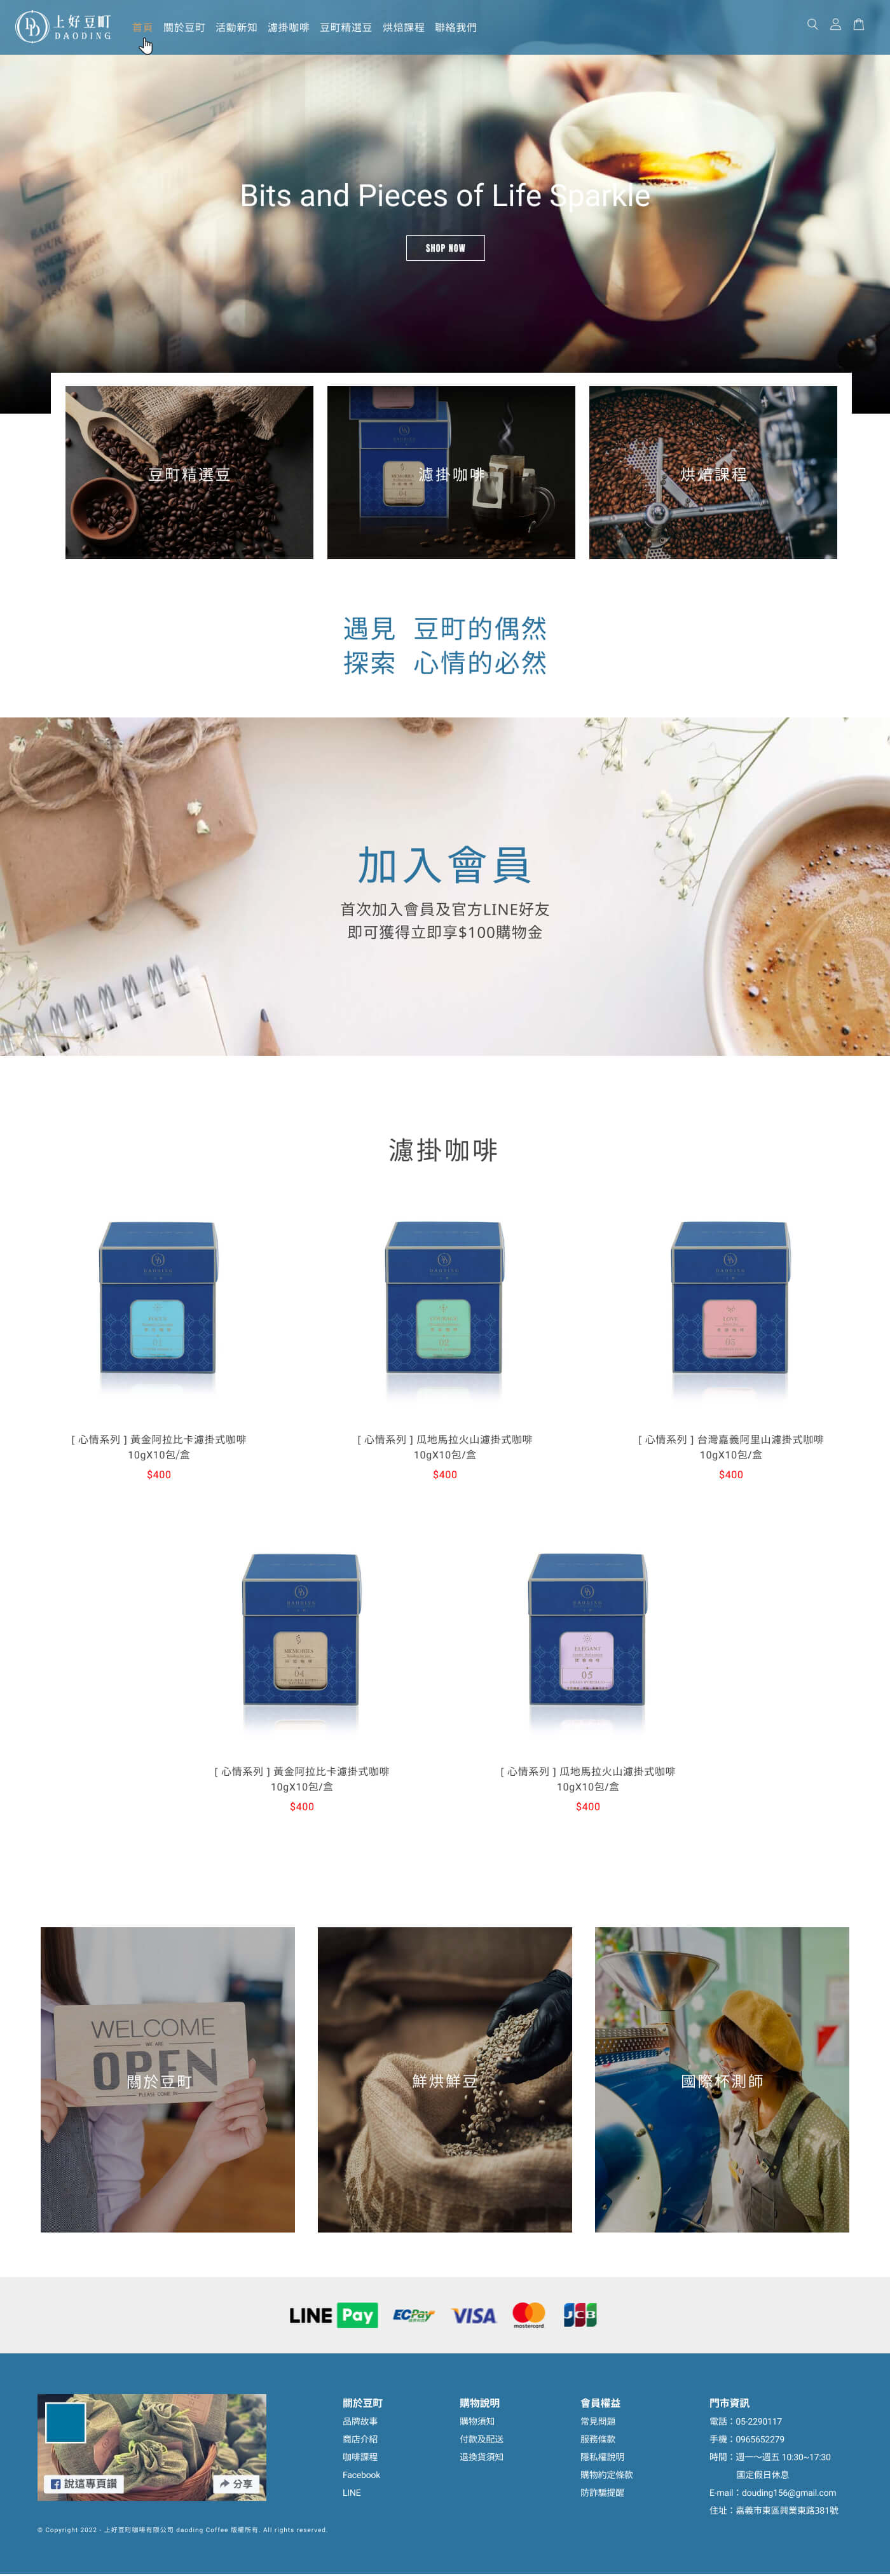 上好豆町
DAODING
首頁 關於豆町 活動新知 濾掛咖啡 豆町精選豆 烘焙課程 聯絡我們
Bits and Pieces of Life Sparkle
SHOP NOW
豆町精選豆
濾掛咖啡
烘焙課程
遇見 豆町的偶然
探索 心情的必然
加入會員
首次加入會員及官方LINE好友
即可獲得立即享$100購物金
濾掛咖啡
[ 心情系列 ] 黃金阿拉比卡濾掛式咖啡
10gX10包/盒
$400
[ 心情系列 ] 瓜地馬拉火山濾掛式咖啡
10gX10包/盒
$400
[ 心情系列 ] 台灣嘉義阿里山濾掛式咖啡
10gX10包/盒
$400
MEMORIES
04
ELEGANT
05
[ 心情系列 ] 黃金阿拉比卡濾掛式咖啡
10gX10包/盒
$400
[ 心情系列 ] 瓜地馬拉火山濾掛式咖啡
10gX10包/盒
$400
WELCOME
WE ARE
OPEN
PLEASE COME IN
關於豆町
鮮烘鮮豆
國際杯測師
LINE Pay
ECPay
VISA
mastercard
JCB
說這專頁讚
分享
關於豆町
品牌故事
商店介紹
咖啡課程
Facebook
LINE
購物說明
購物須知
付款及配送
退換貨須知
會員權益
常見問題
服務條款
隱私權說明
購物約定條款
防詐騙提醒
門市資訊
電話：05-2290117
手機：0965652279
時間：週一~週五 10:30~17:30
國定假日休息
E-mail：douding156@gmail.com
住址：嘉義市東區興業東路381號
© Copyright 2022 - 上好豆町咖啡有限公司 daoding Coffee 版權所有. All rights reserved.